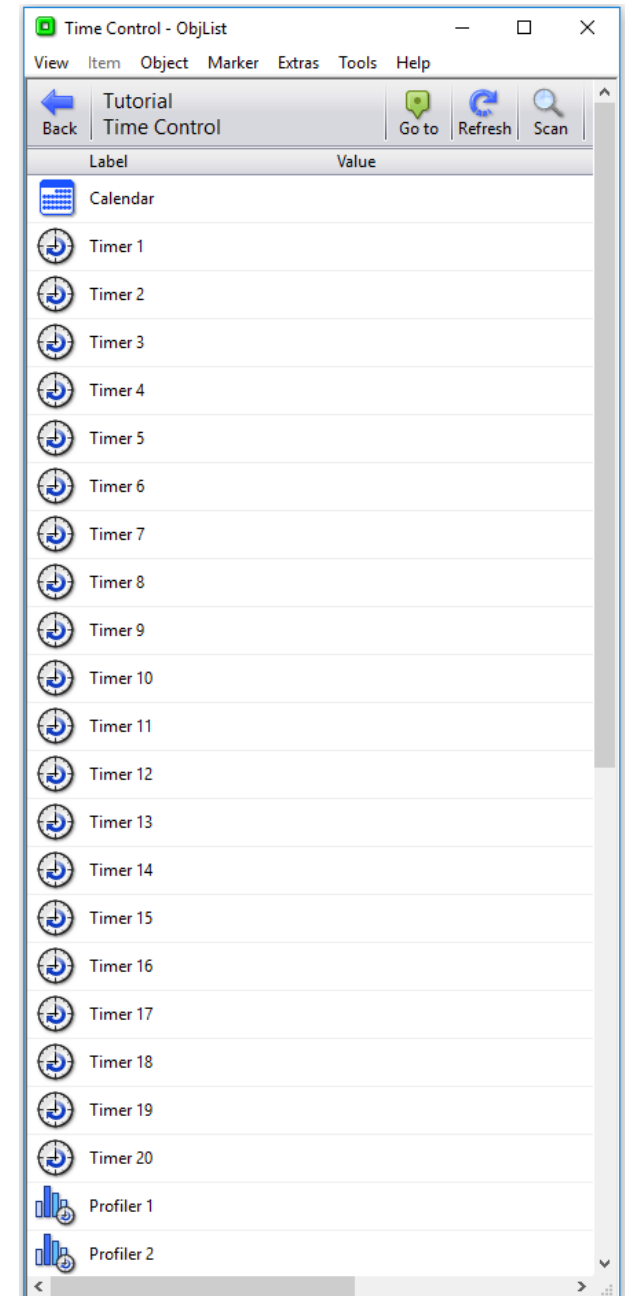 Time Control - ObjList
View Item Object Marker Extras Tools Help
Tutorial
Time Control
Back Go to Refresh Scan
Label Value
Calendar
Timer 1
Timer 2
Timer 3
Timer 4
Timer 5
Timer 6
Timer 7
Timer 8
Timer 9
Timer 10
Timer 11
Timer 12
Timer 13
Timer 14
Timer 15
Timer 16
Timer 17
Timer 18
Timer 19
Timer 20
Profiler 1
Profiler 2